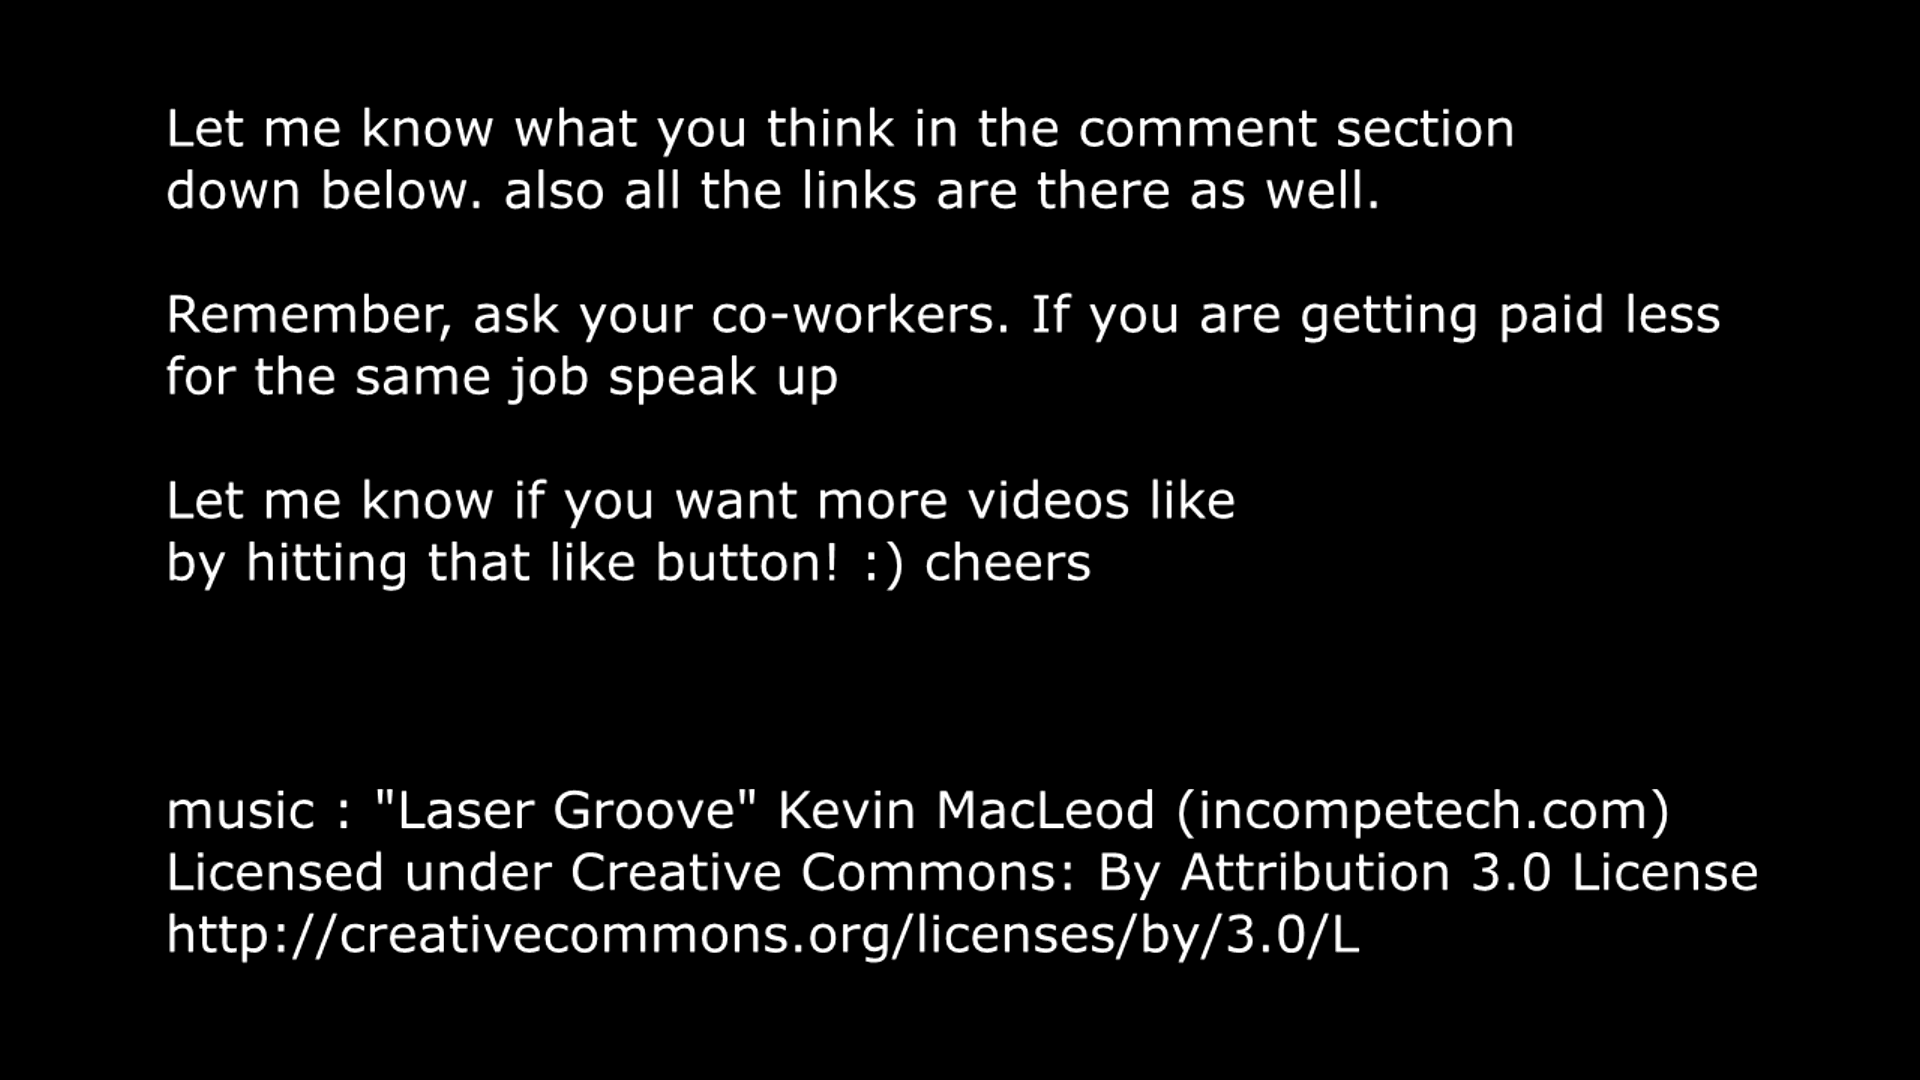 Let me know what you think in the comment section
down below. also all the links are there as well.
Remember, ask your co-workers. If you are getting paid less
for the same job speak up
Let me know if you want more videos like
by hitting that like button! :) cheers
music : "Laser Groove" Kevin MacLeod (incompetech.com)
Licensed under Creative Commons: By Attribution 3.0 License
http://creativecommons.org/licenses/by/3.0/L